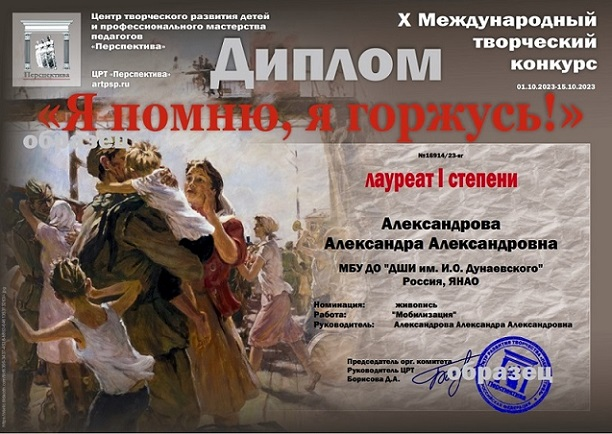 Центр творческого развития детей
и профессионального мастерства
педагогов
«Перспектива»
ЦРТ «Перспектива»
artpsp.ru
Перспектива
Диплом
X Международный
творческий
конкурс
01.10.2023-15.10.2023
«Я помню, я горжусь!»
образец
№16914/23-яг
лауреат I степени
Александрова
Александра Александровна
МБУ ДО "ДШИ им. И.О. Дунаевского"
Россия, ЯНАО
Номинация: живопись
Работа: "Мобилизация"
Руководитель: Александрова Александра Александровна
Председатель орг. комитета
Руководитель ЦРТ
Борисова Д.А.
образец
Перспектива